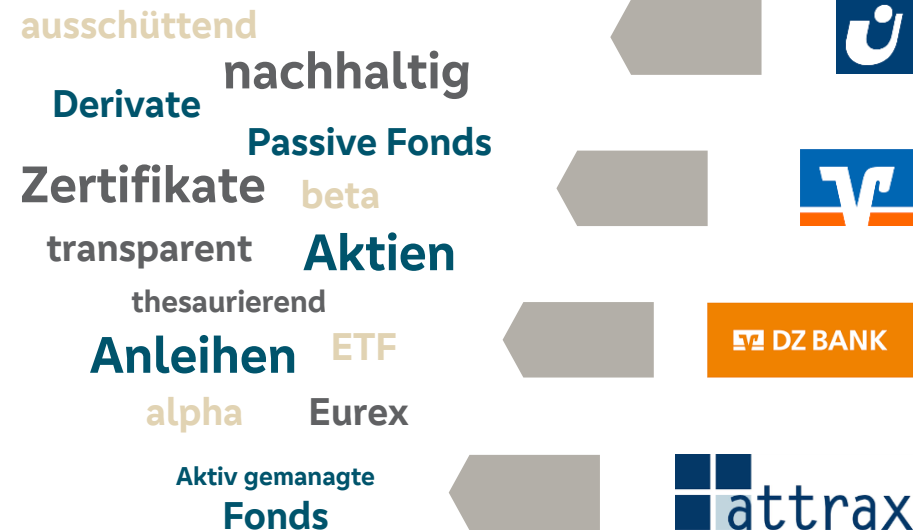 ausschüttend
nachhaltig
Derivate
Passive Fonds
Zertifikate
beta
transparent
Aktien
thesaurierend
Anleihen
ETF
alpha
Eurex
Aktiv gemanagte
Fonds
DZ BANK
attrax